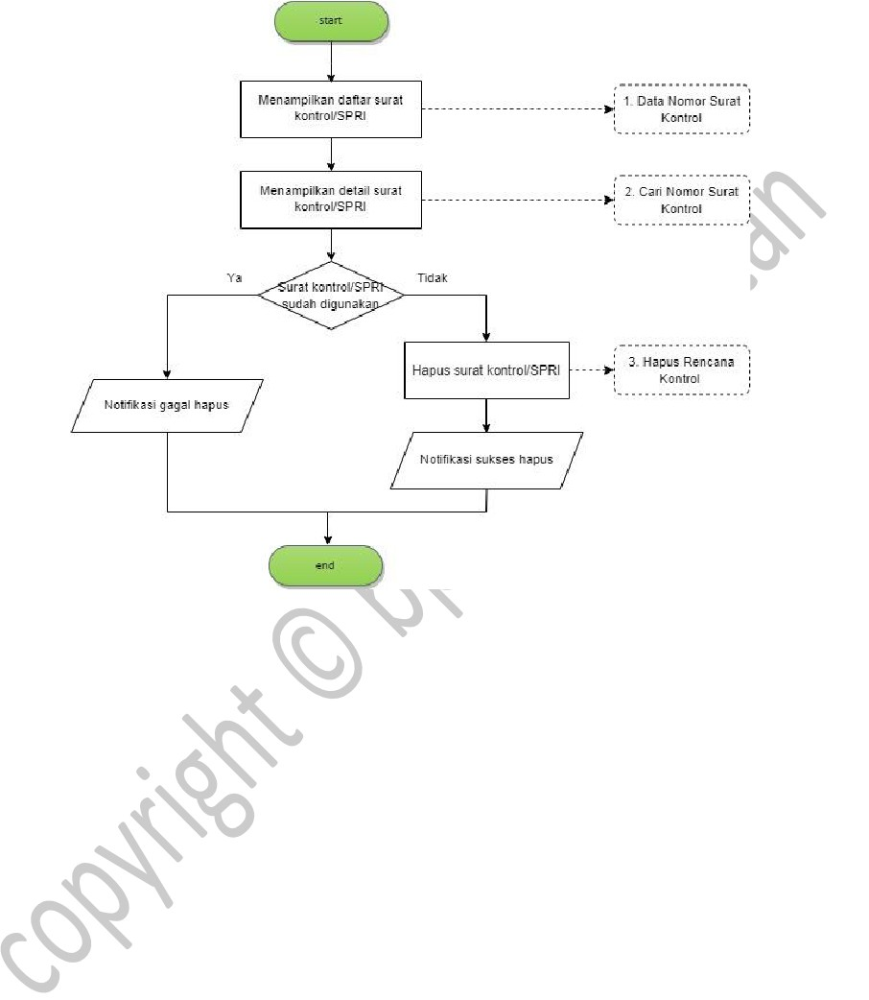 start
Menampilkan daftar surat
kontrol/SPRI
1. Data Nomor Surat
Kontrol
Menampilkan detail surat
kontrol/SPRI
2. Cari Nomor Surat
Kontrol
Ya
Surat kontrol/SPRI
sudah digunakan
Tidak
Hapus surat kontrol/SPRI
3. Hapus Rencana
Kontrol
Notifikasi gagal hapus
Notifikasi sukses hapus
end
copyright ©